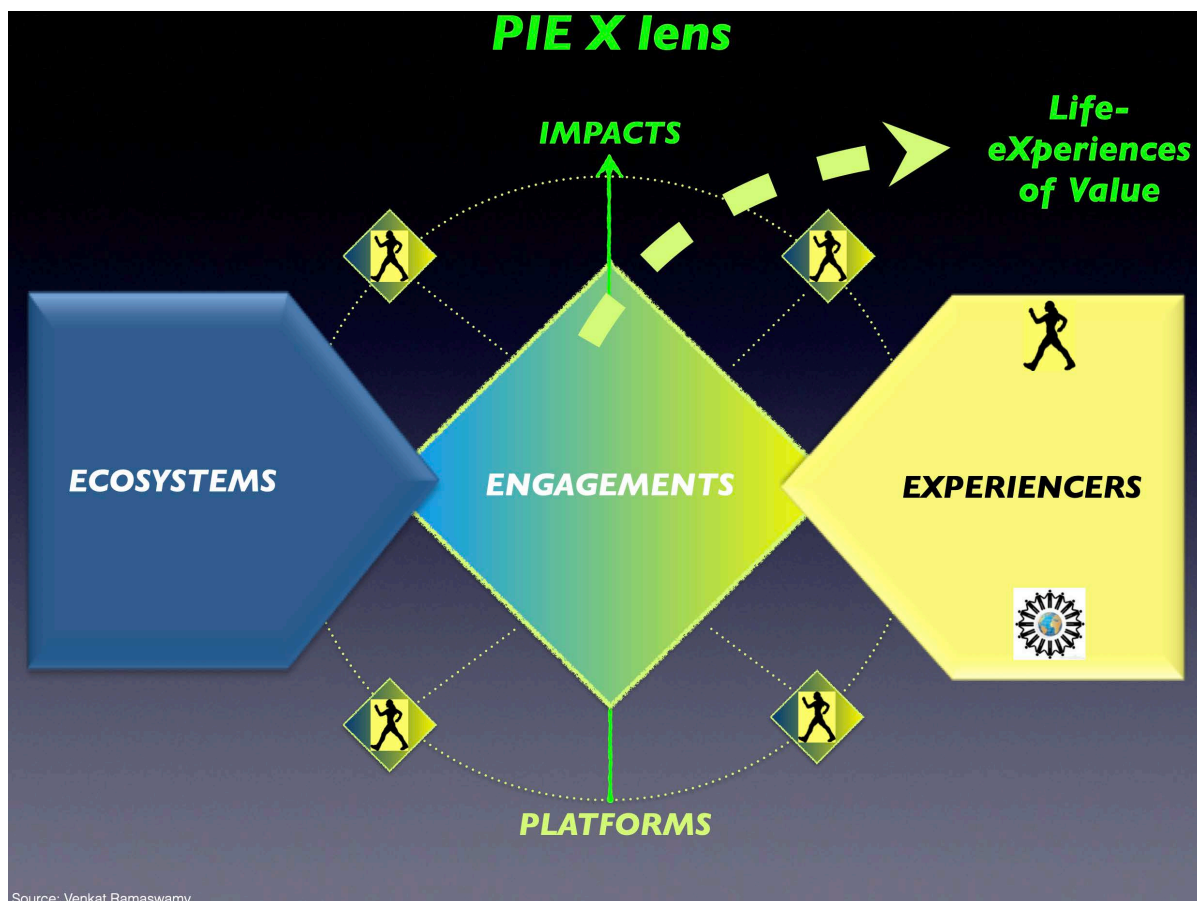 PIE X lens
IMPACTS
Life-
eXperiences
of Value
ECOSYSTEMS
ENGAGEMENTS
EXPERIENCERS
PLATFORMS
Source: Venkat Ramaswamy